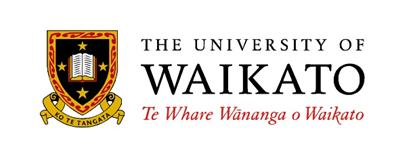 THE UNIVERSITY OF
WAIKATO
Te Whare Wānanga o Waikato
KO TE TANGATA